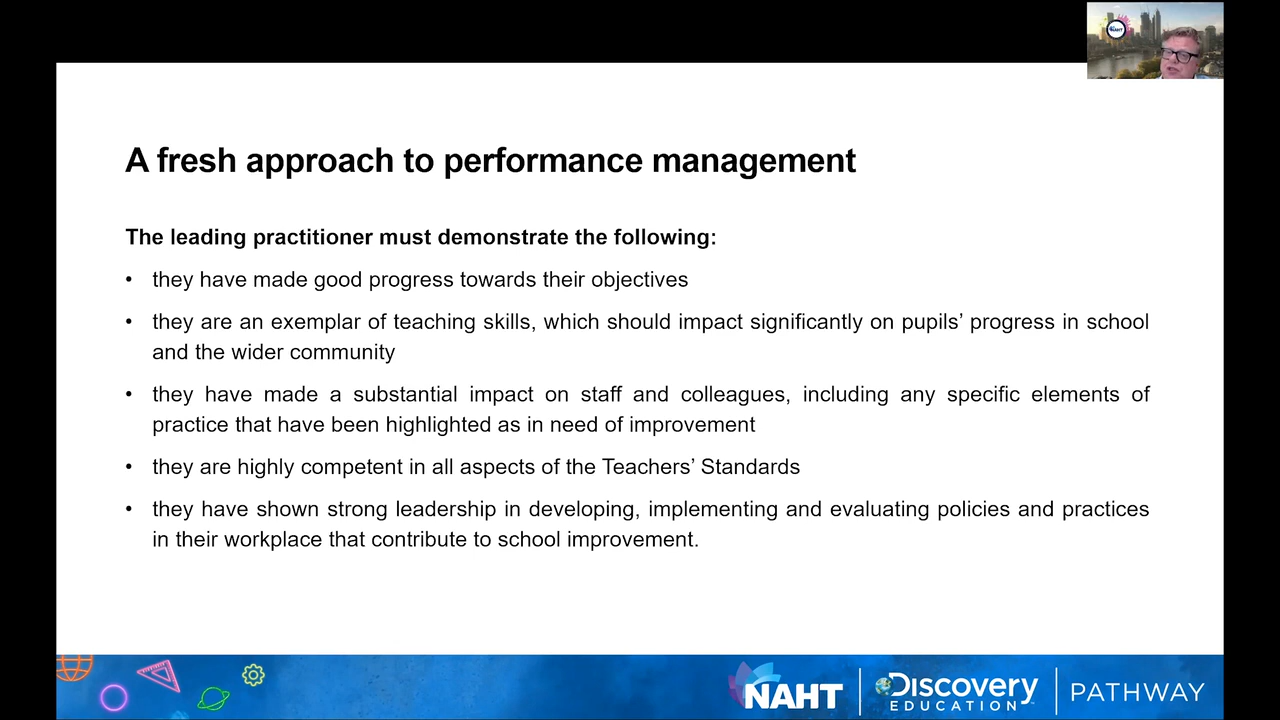 NAHT
A fresh approach to performance management
The leading practitioner must demonstrate the following:
• they have made good progress towards their objectives
• they are an exemplar of teaching skills, which should impact significantly on pupils’ progress in school
and the wider community
• they have made a substantial impact on staff and colleagues, including any specific elements of
practice that have been highlighted as in need of improvement
• they are highly competent in all aspects of the Teachers’ Standards
• they have shown strong leadership in developing, implementing and evaluating policies and practices
in their workplace that contribute to school improvement.
NAHT
Discovery
EDUCATION
PATHWAY